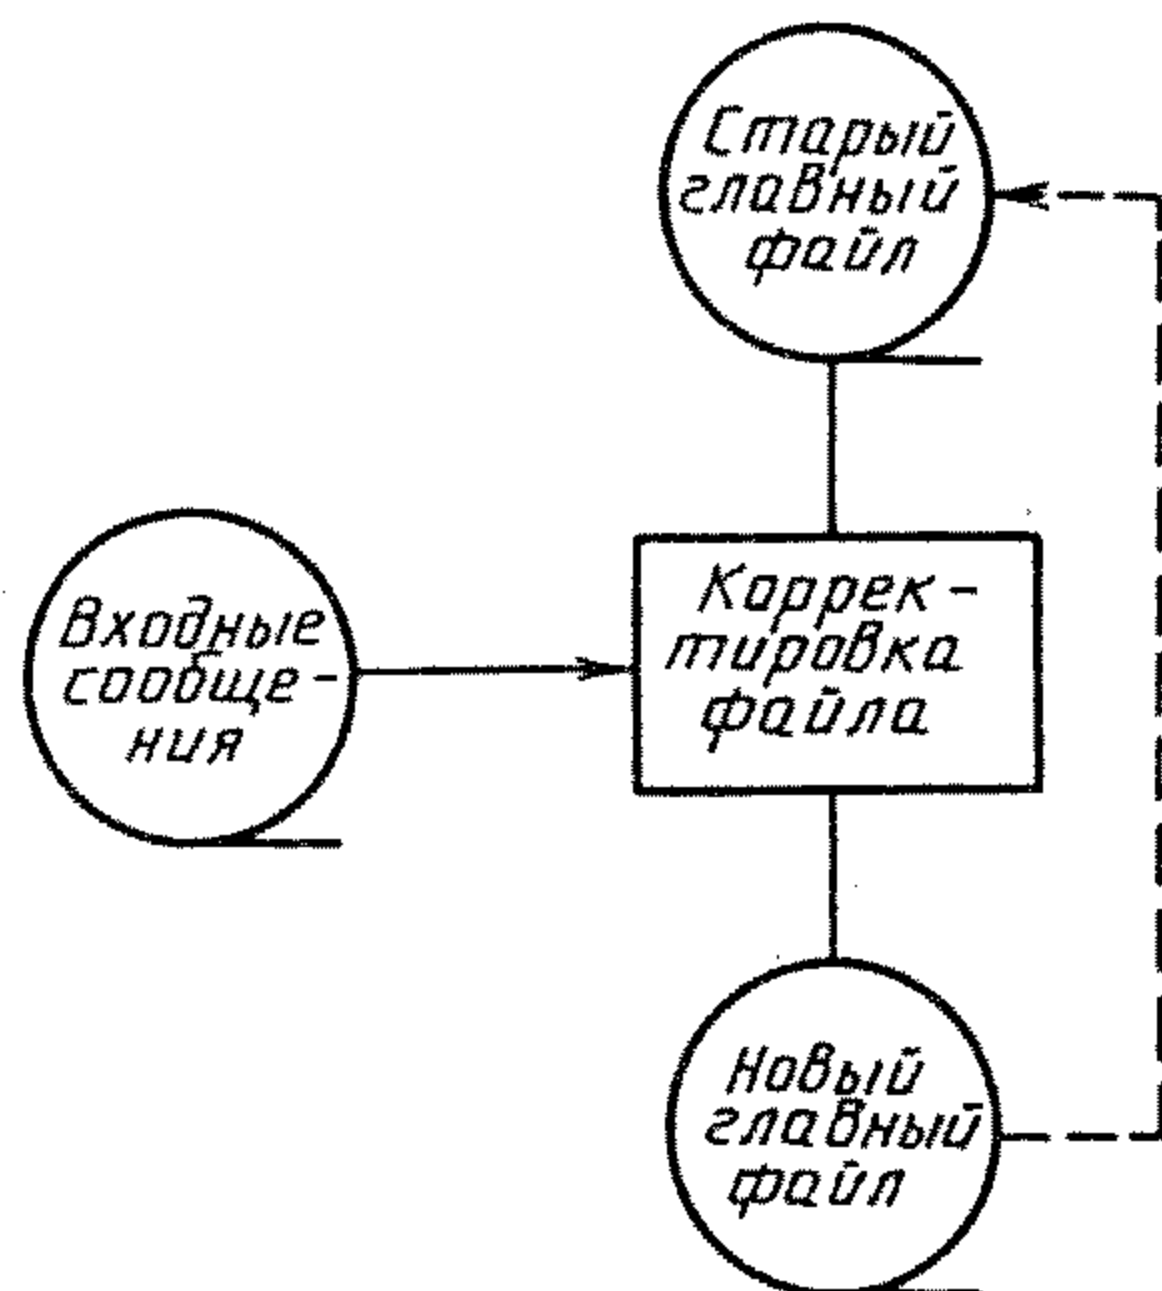 Старый
главный
файл
Входные
сообще-
ния
Коррек-
тировка
файла
Новый
главный
файл